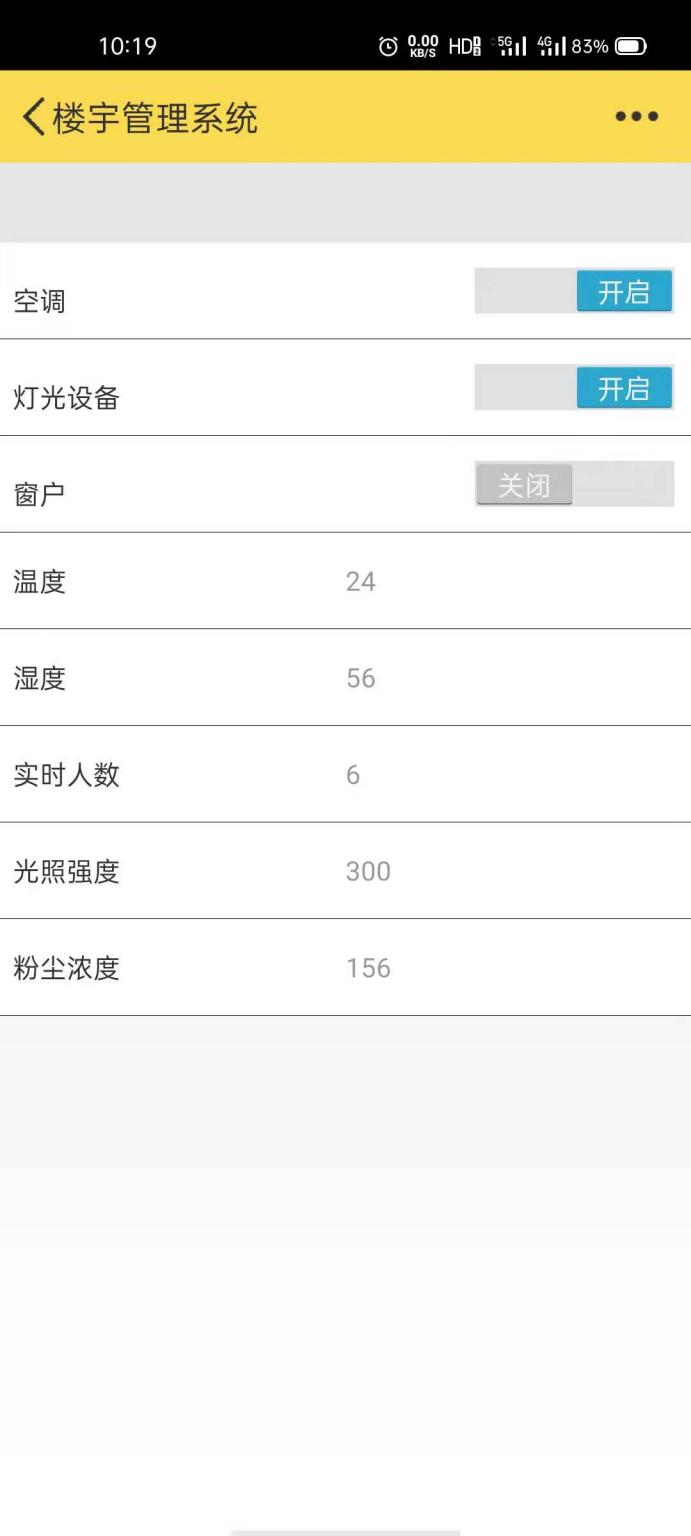 10:19 0.00 KB/S HD 1 2 5G 4G 83%
楼宇管理系统
空调 开启
灯光设备 开启
窗户 关闭
温度 24
湿度 56
实时人数 6
光照强度 300
粉尘浓度 156